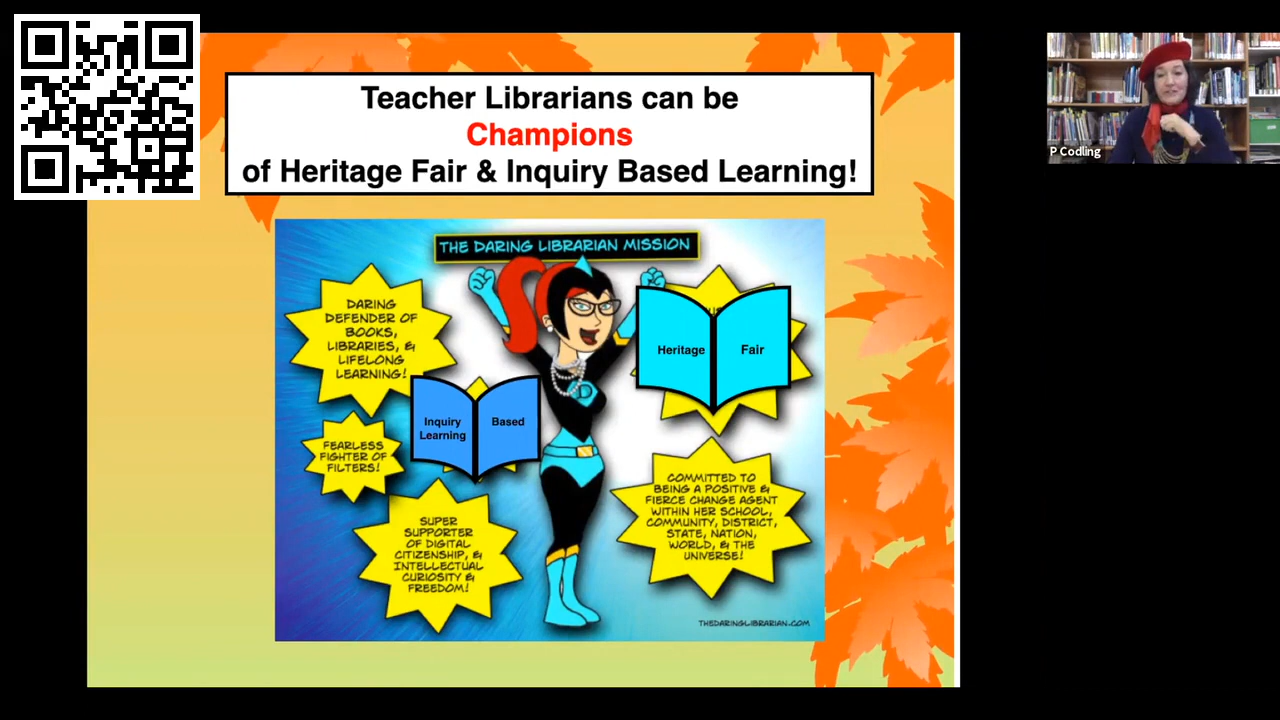 Teacher Librarians can be
Champions
of Heritage Fair & Inquiry Based Learning!
P Codling
THE DARING LIBRARIAN MISSION
DARING
DEFENDER OF
BOOKS,
LIBRARIES, &
LIFELONG
LEARNING!
Heritage Fair
Inquiry Based
Learning
FEARLESS
FIGHTER OF
FILTERS!
COMMITTED TO
BEING A POSITIVE &
FIERCE CHANGE AGENT
WITHIN HER SCHOOL,
COMMUNITY, DISTRICT,
STATE, NATION,
WORLD, & THE
UNIVERSE!
SUPER
SUPPORTER
OF DIGITAL
CITIZENSHIP, &
INTELLECTUAL
CURIOSITY &
FREEDOM!
D
THEDARINGLIBRARIAN.COM